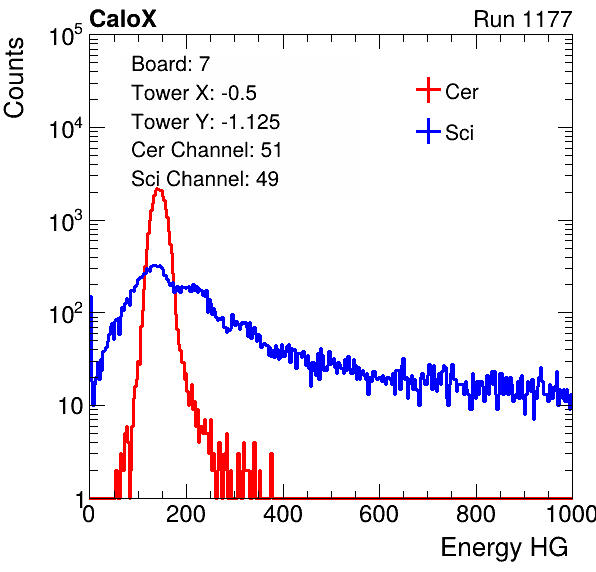 CaloX Run 1177
Counts
10^5
10^4
10^3
10^2
10
1
Board: 7
Tower X: -0.5
Tower Y: -1.125
Cer Channel: 51
Sci Channel: 49
Cer
Sci
0 200 400 600 800 1000
Energy HG